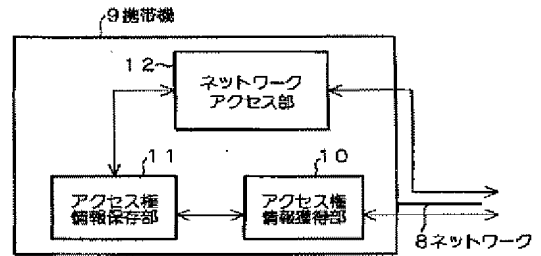 9携帯機
12
ネットワーク
アクセス部
11
アクセス権
情報保存部
10
アクセス権
情報獲得部
8ネットワーク